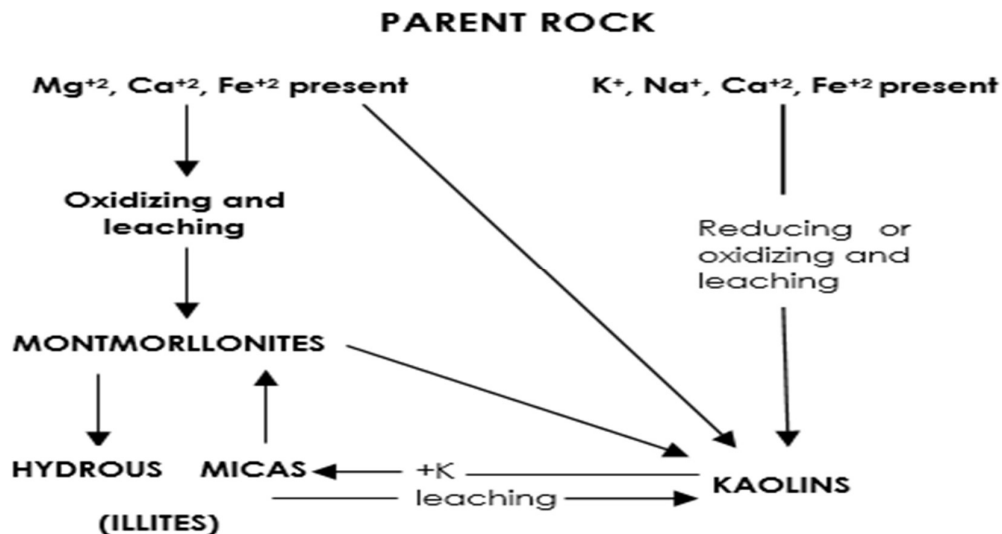 PARENT ROCK
Mg⁺², Ca⁺², Fe⁺² present
K⁺, Na⁺, Ca⁺², Fe⁺² present
Oxidizing and
leaching
Reducing or
oxidizing and
leaching
MONTMORLLONITES
HYDROUS MICAS
+K
leaching
KAOLINS
(ILLITES)